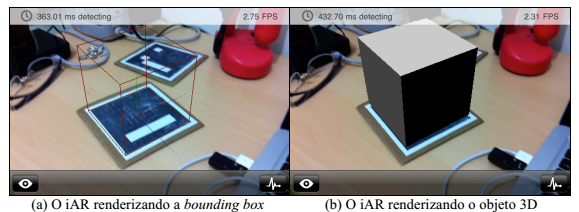 363.01 ms detecting 2.75 FPS
432.70 ms detecting 2.31 FPS
(a) O iAR renderizando a bounding box
(b) O iAR renderizando o objeto 3D